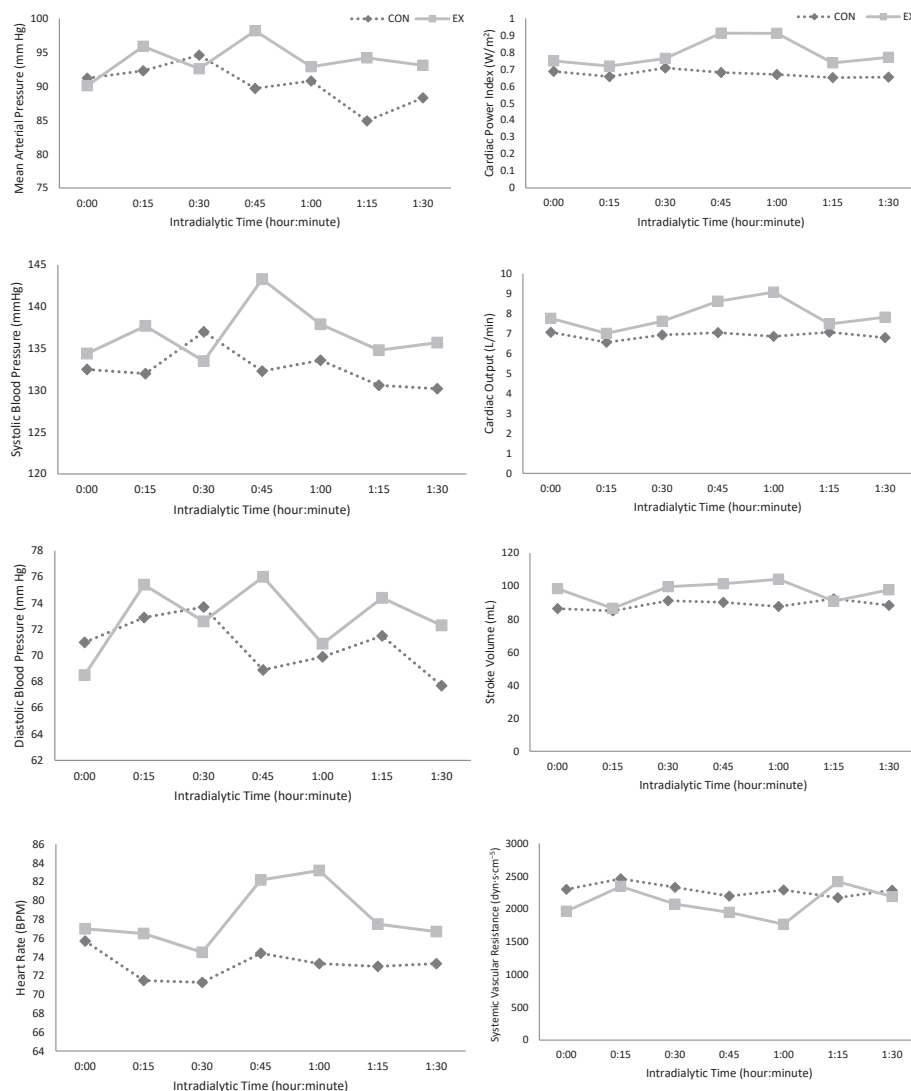 CON EX
Mean Arterial Pressure (mm Hg)
100
95
90
85
80
75
0:00 0:15 0:30 0:45 1:00 1:15 1:30
Intradialytic Time (hour:minute)
CON EX
Cardiac Power Index (W/m²)
1
0.9
0.8
0.7
0.6
0.5
0.4
0.3
0.2
0.1
0
0:00 0:15 0:30 0:45 1:00 1:15 1:30
Intradialytic Time (hour:minute)
Systolic Blood Pressure (mmHg)
145
140
135
130
125
120
0:00 0:15 0:30 0:45 1:00 1:15 1:30
Intradialytic Time (hour:minute)
Cardiac Output (L/min)
10
9
8
7
6
5
4
3
2
1
0
0:00 0:15 0:30 0:45 1:00 1:15 1:30
Intradialytic Time (hour:minute)
Diastolic Blood Pressure (mm Hg)
78
76
74
72
70
68
66
64
62
0:00 0:15 0:30 0:45 1:00 1:15 1:30
Intradialytic Time (hour:minute)
Stroke Volume (mL)
120
100
80
60
40
20
0
0:00 0:15 0:30 0:45 1:00 1:15 1:30
Intradialytic Time (hour:minute)
Heart Rate (BPM)
86
84
82
80
78
76
74
72
70
68
66
64
0:00 0:15 0:30 0:45 1:00 1:15 1:30
Intradialytic Time (hour:minute)
Systemic Vascular Resistance (dyn·s·cm⁻⁵)
3000
2500
2000
1500
1000
500
0
0:00 0:15 0:30 0:45 1:00 1:15 1:30
Intradialytic Time (hour:minute)